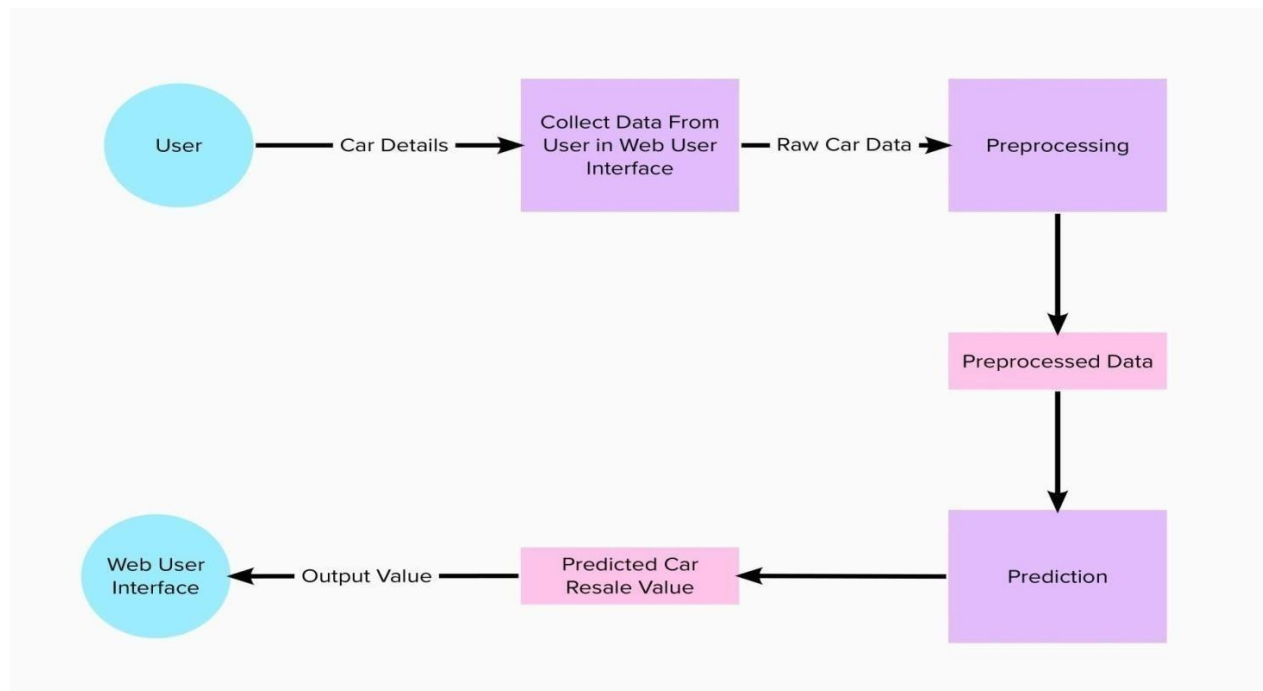 User
Car Details
Collect Data From
User in Web User
Interface
Raw Car Data
Preprocessing
Preprocessed Data
Prediction
Predicted Car
Resale Value
Output Value
Web User
Interface